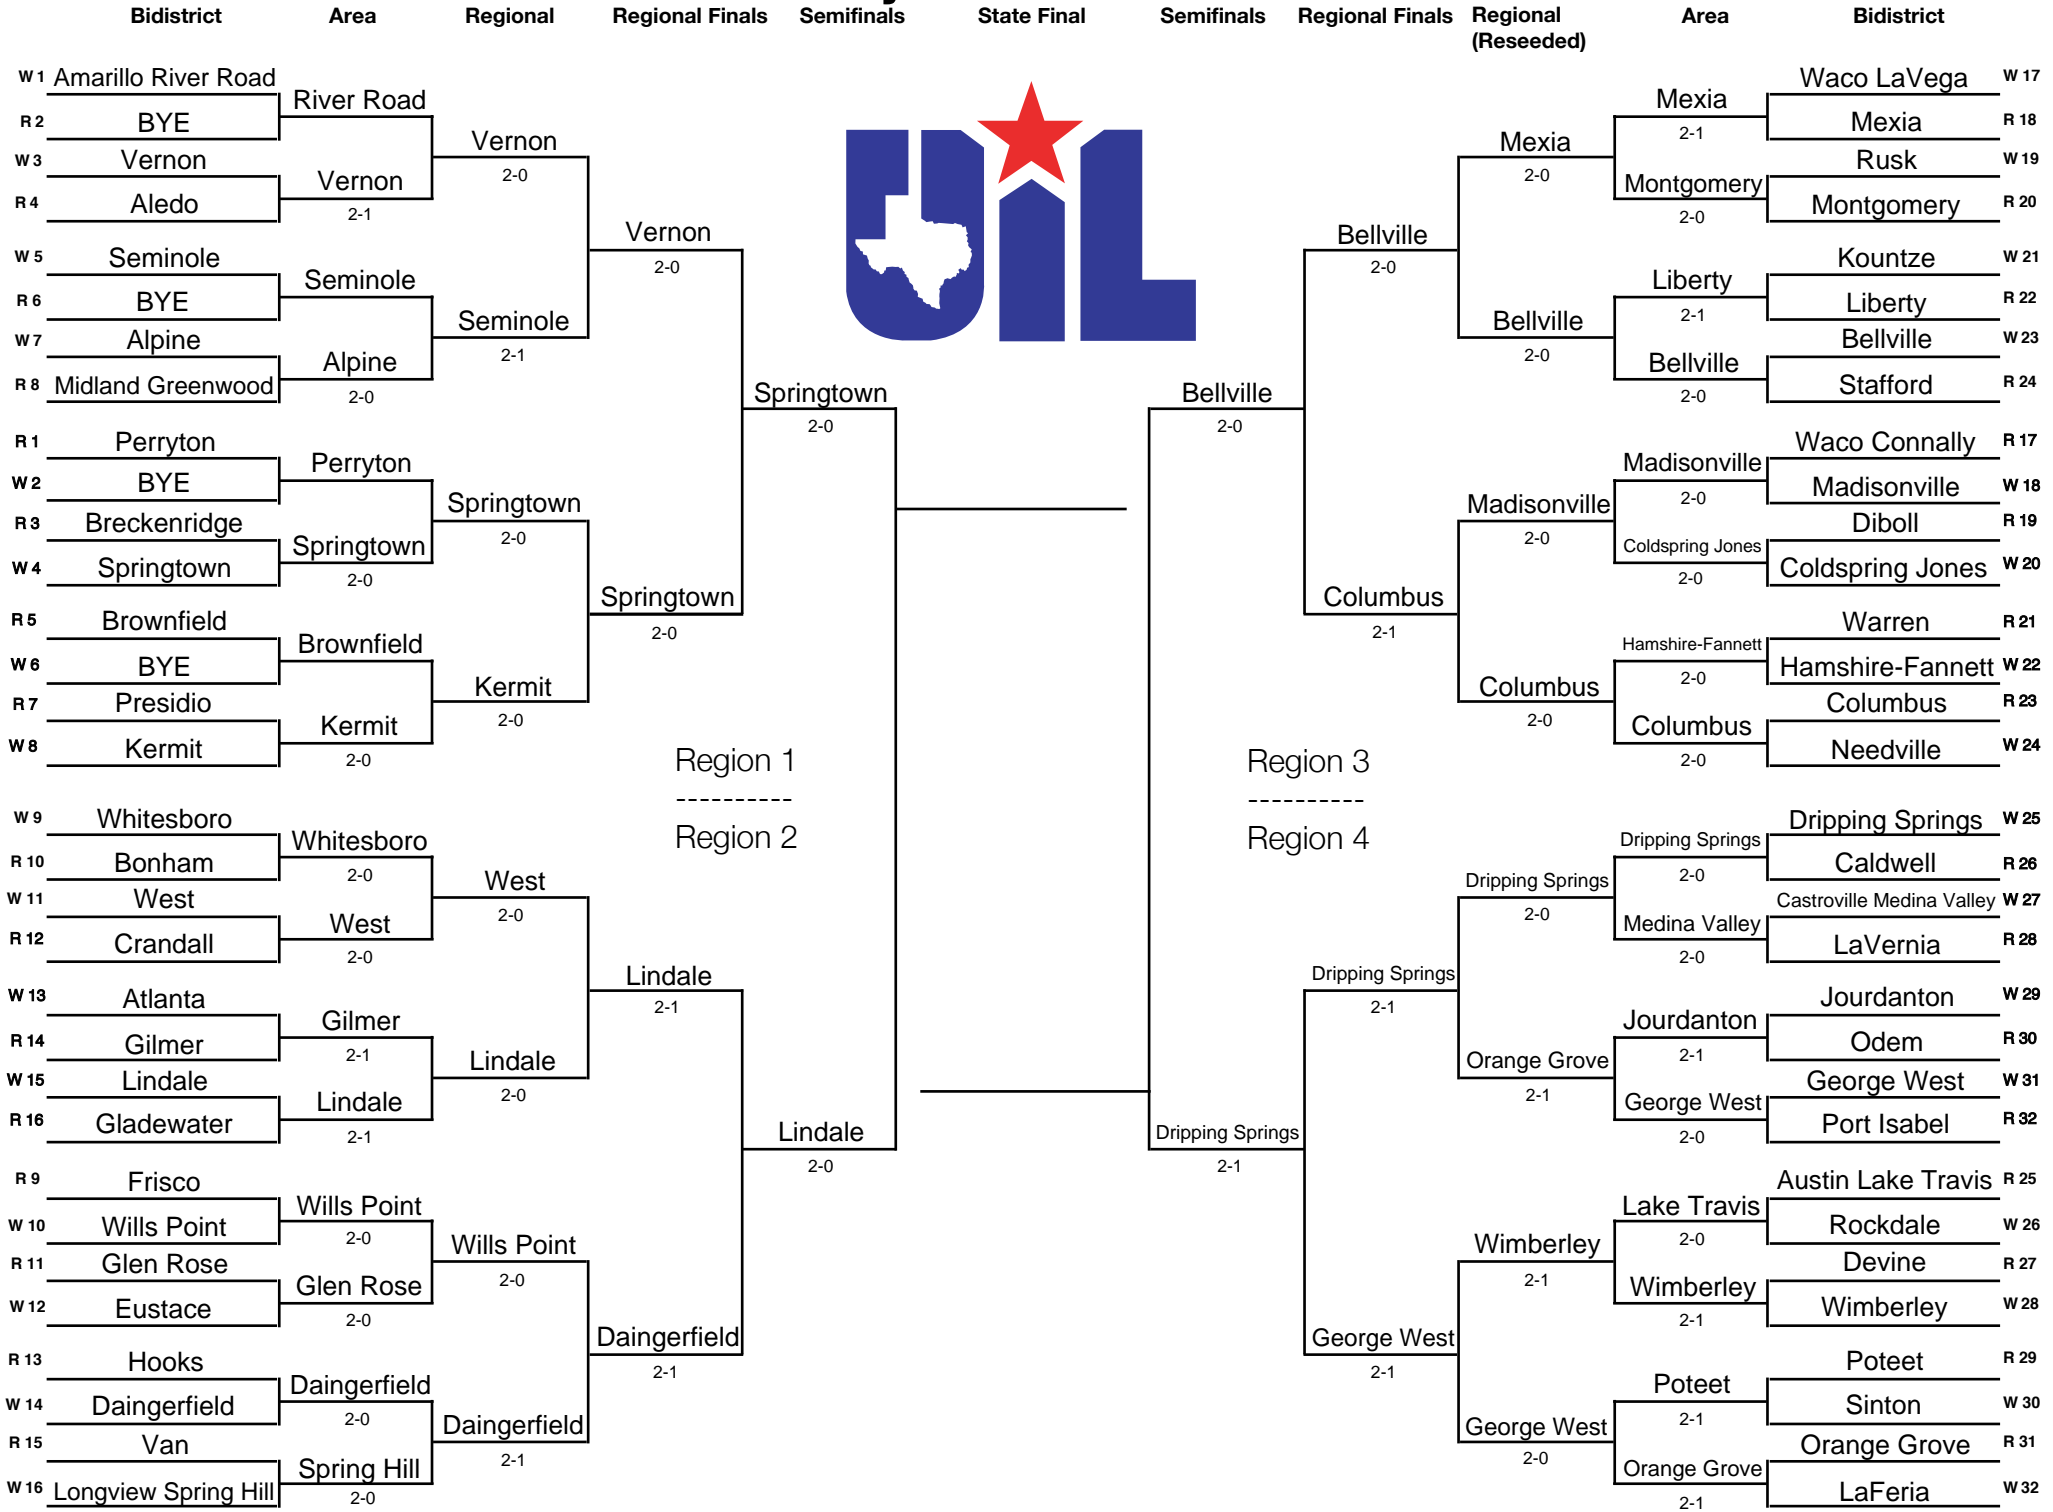 Bidistrict Area Regional Regional Finals Semifinals State Final Semifinals Regional Finals Regional (Reseeded) Area Bidistrict
W 1 Amarillo River Road
River Road
R 2 BYE
Vernon
2-0
W 3 Vernon
Vernon
2-1
R 4 Aledo
Vernon
2-0
W 5 Seminole
Seminole
R 6 BYE
Seminole
2-1
W 7 Alpine
Alpine
2-0
R 8 Midland Greenwood
Springtown
2-0
R 1 Perryton
Perryton
W 2 BYE
Springtown
2-0
R 3 Breckenridge
Springtown
2-0
W 4 Springtown
Springtown
2-0
R 5 Brownfield
Brownfield
W 6 BYE
Kermit
2-0
R 7 Presidio
Kermit
2-0
W 8 Kermit
Region 1
----------
Region 2
W 9 Whitesboro
Whitesboro
2-0
R 10 Bonham
West
2-0
W 11 West
West
2-0
R 12 Crandall
Lindale
2-1
W 13 Atlanta
Gilmer
2-1
R 14 Gilmer
Lindale
2-0
W 15 Lindale
Lindale
2-1
R 16 Gladewater
Lindale
2-0
R 9 Frisco
Wills Point
2-0
W 10 Wills Point
Wills Point
2-0
R 11 Glen Rose
Glen Rose
2-0
W 12 Eustace
Daingerfield
2-1
R 13 Hooks
Daingerfield
2-0
W 14 Daingerfield
Daingerfield
2-1
R 15 Van
Spring Hill
2-0
W 16 Longview Spring Hill
UIL
Waco LaVega W 17
Mexia
2-1
Mexia R 18
Mexia
2-0
Rusk W 19
Montgomery
2-0
Montgomery R 20
Bellville
2-0
Kountze W 21
Liberty
2-1
Liberty R 22
Bellville
2-0
Bellville W 23
Bellville
2-0
Stafford R 24
Bellville
2-0
Waco Connally R 17
Madisonville
2-0
Madisonville W 18
Madisonville
2-0
Diboll R 19
Coldspring Jones
2-0
Coldspring Jones W 20
Columbus
2-1
Warren R 21
Hamshire-Fannett
2-0
Hamshire-Fannett W 22
Columbus
2-0
Columbus R 23
Columbus
2-0
Needville W 24
Region 3
----------
Region 4
Dripping Springs W 25
Dripping Springs
2-0
Caldwell R 26
Dripping Springs
2-0
Castroville Medina Valley W 27
Medina Valley
2-0
LaVernia R 28
Dripping Springs
2-1
Jourdanton W 29
Jourdanton
2-1
Odem R 30
Orange Grove
2-1
George West W 31
George West
2-0
Port Isabel R 32
Dripping Springs
2-1
Austin Lake Travis R 25
Lake Travis
2-0
Rockdale W 26
Wimberley
2-1
Devine R 27
Wimberley
2-1
Wimberley W 28
George West
2-1
Poteet R 29
Poteet
2-1
Sinton W 30
George West
2-0
Orange Grove R 31
Orange Grove
2-1
LaFeria W 32